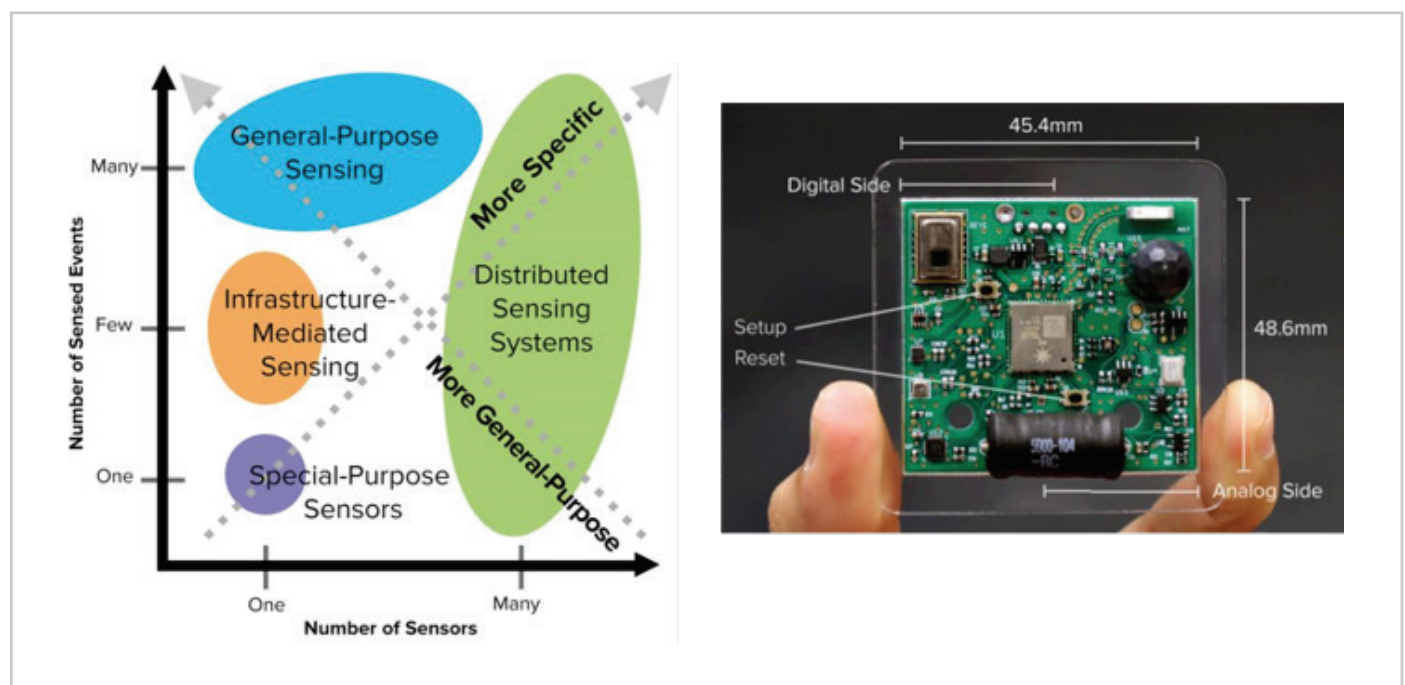 General-Purpose
Sensing
Many
More Specific
Number of Sensed Events
Infrastructure-
Mediated
Sensing
Few
Distributed
Sensing
Systems
More General-Purpose
One
Special-Purpose
Sensors
One
Many
Number of Sensors
45.4mm
Digital Side
Setup
Reset
48.6mm
U1
5900-104
-RC
Analog Side